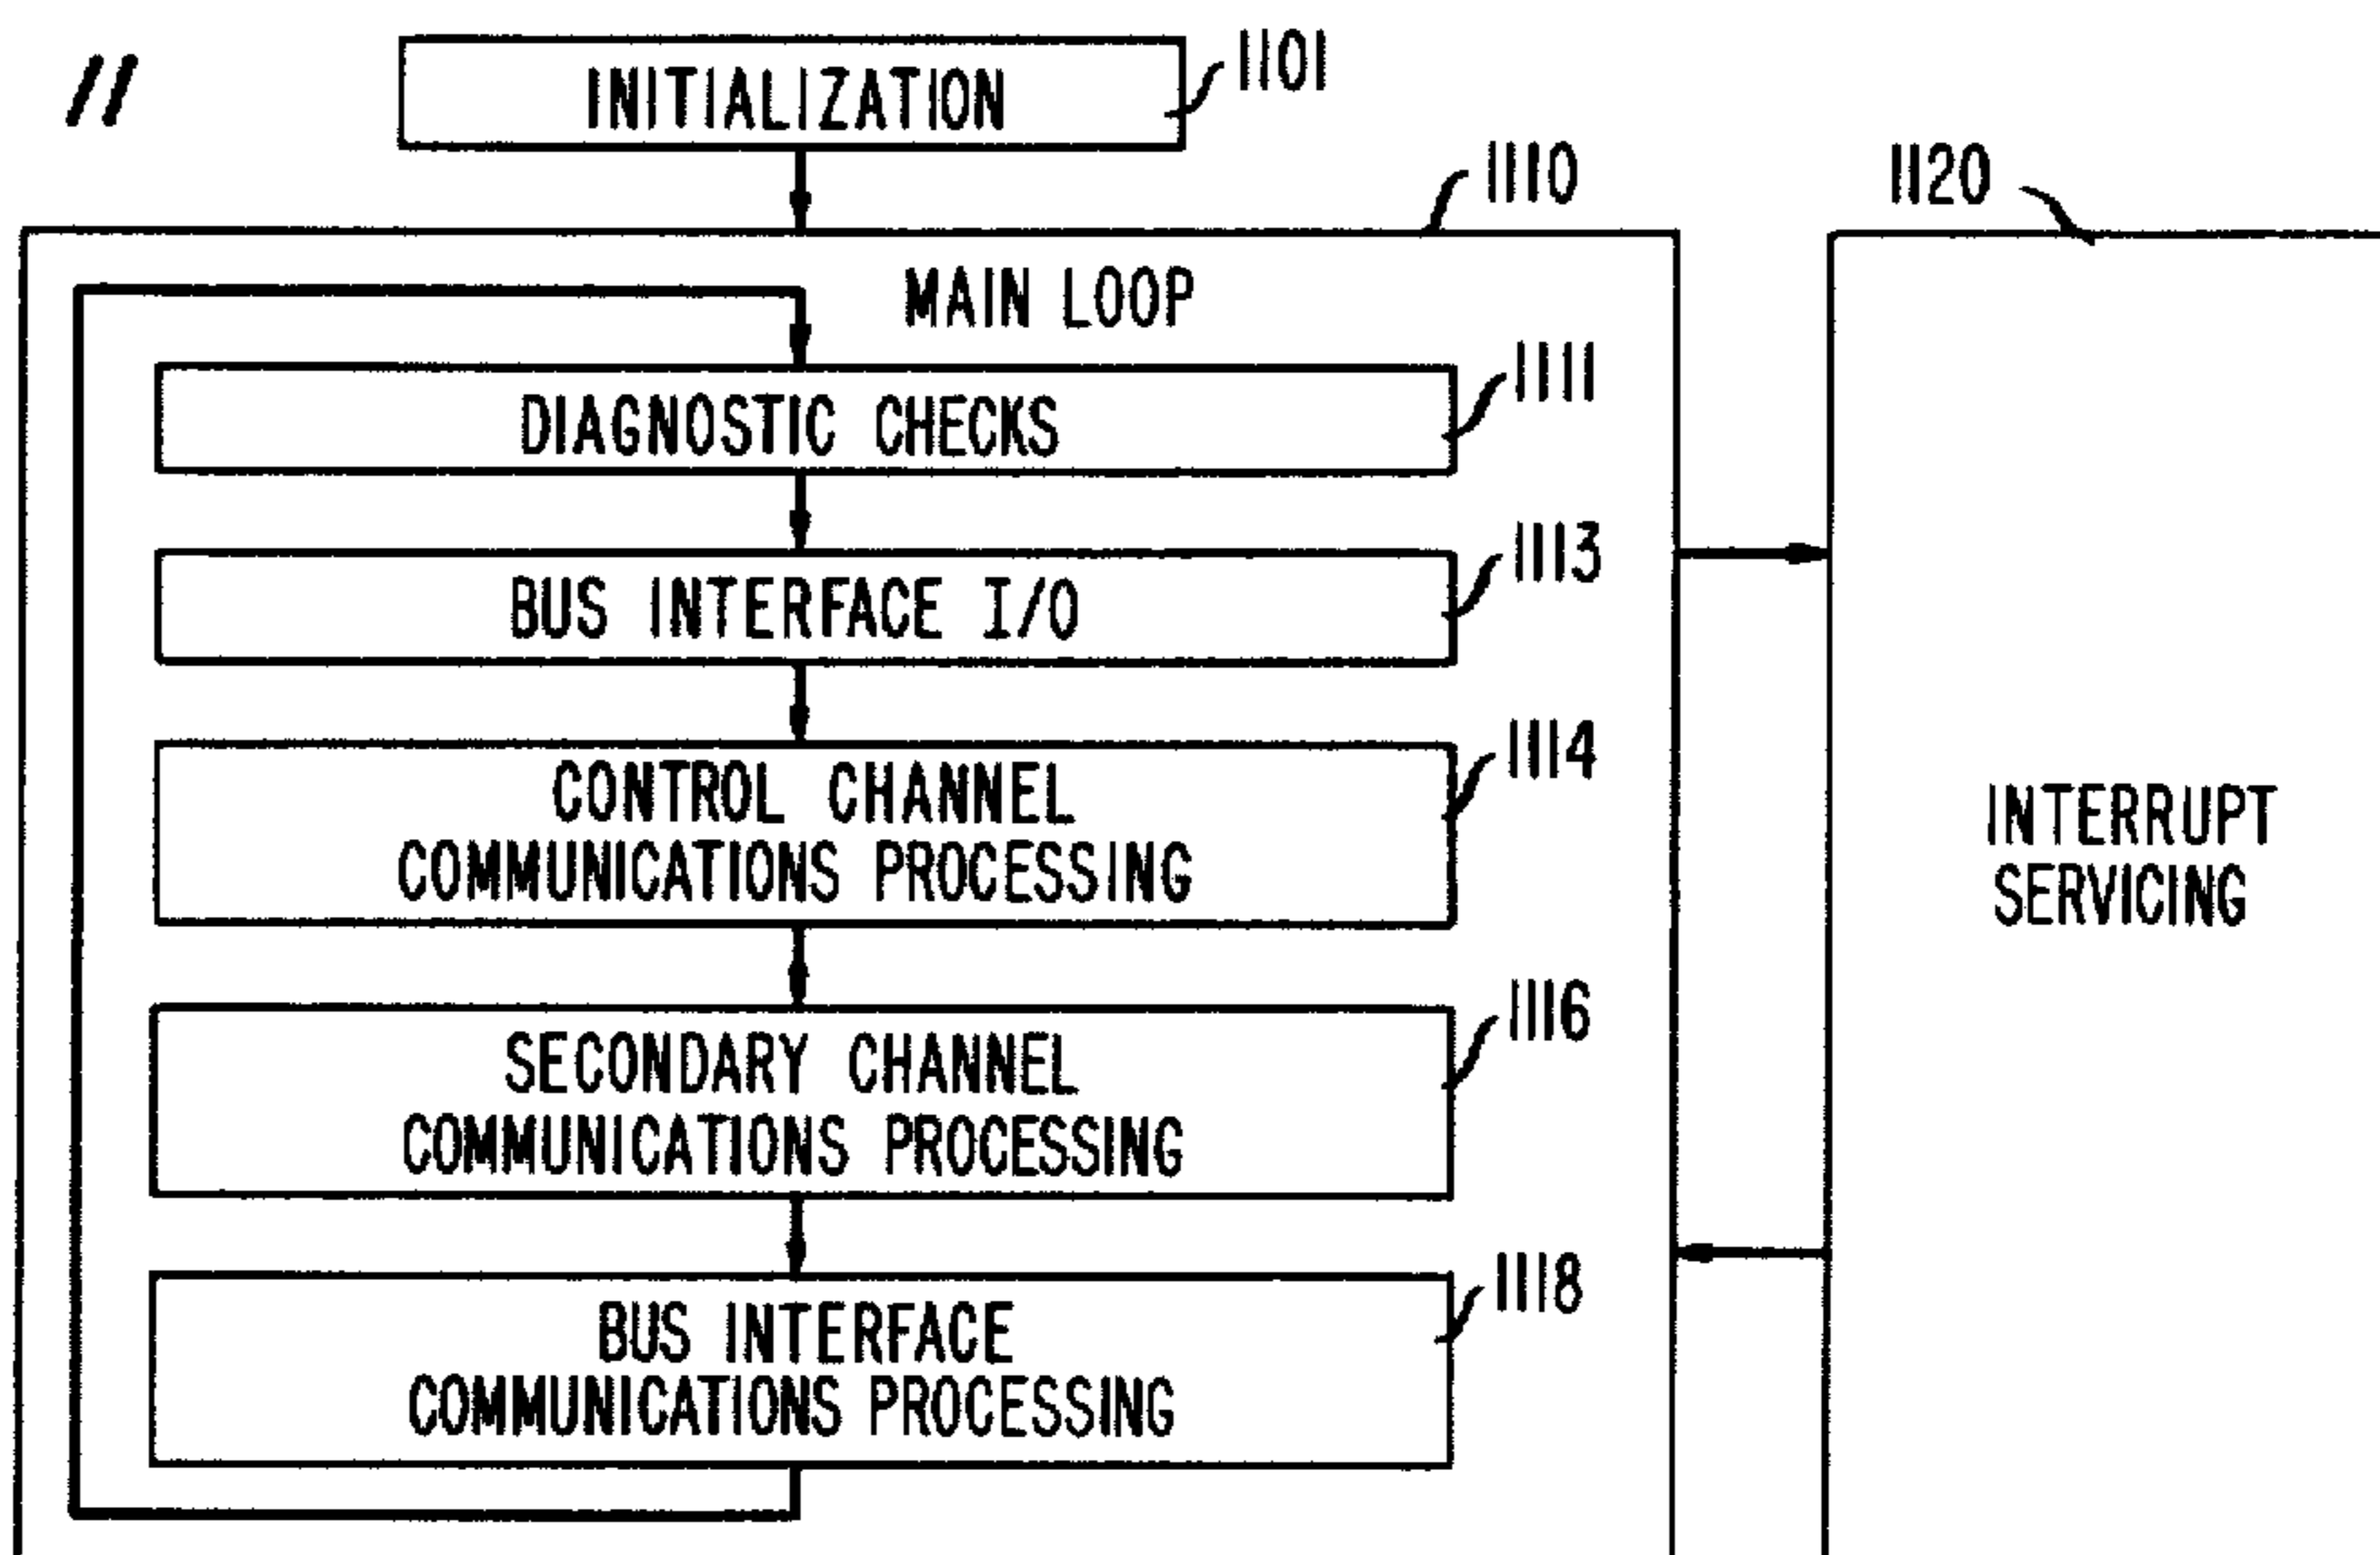 11
INITIALIZATION
1101
1110
1120
MAIN LOOP
1111
DIAGNOSTIC CHECKS
1113
BUS INTERFACE I/O
1114
CONTROL CHANNEL
COMMUNICATIONS PROCESSING
INTERRUPT
SERVICING
1116
SECONDARY CHANNEL
COMMUNICATIONS PROCESSING
1118
BUS INTERFACE
COMMUNICATIONS PROCESSING